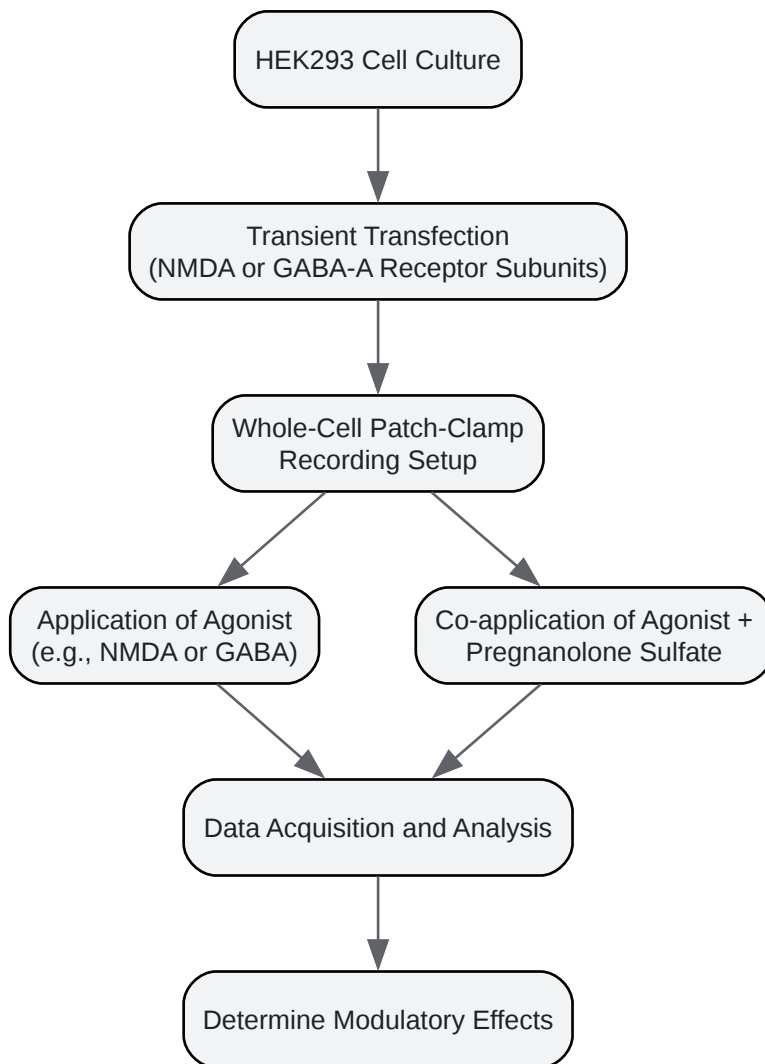 HEK293 Cell Culture
Transient Transfection
(NMDA or GABA-A Receptor Subunits)
Whole-Cell Patch-Clamp
Recording Setup
Application of Agonist
(e.g., NMDA or GABA)
Co-application of Agonist +
Pregnanolone Sulfate
Data Acquisition and Analysis
Determine Modulatory Effects